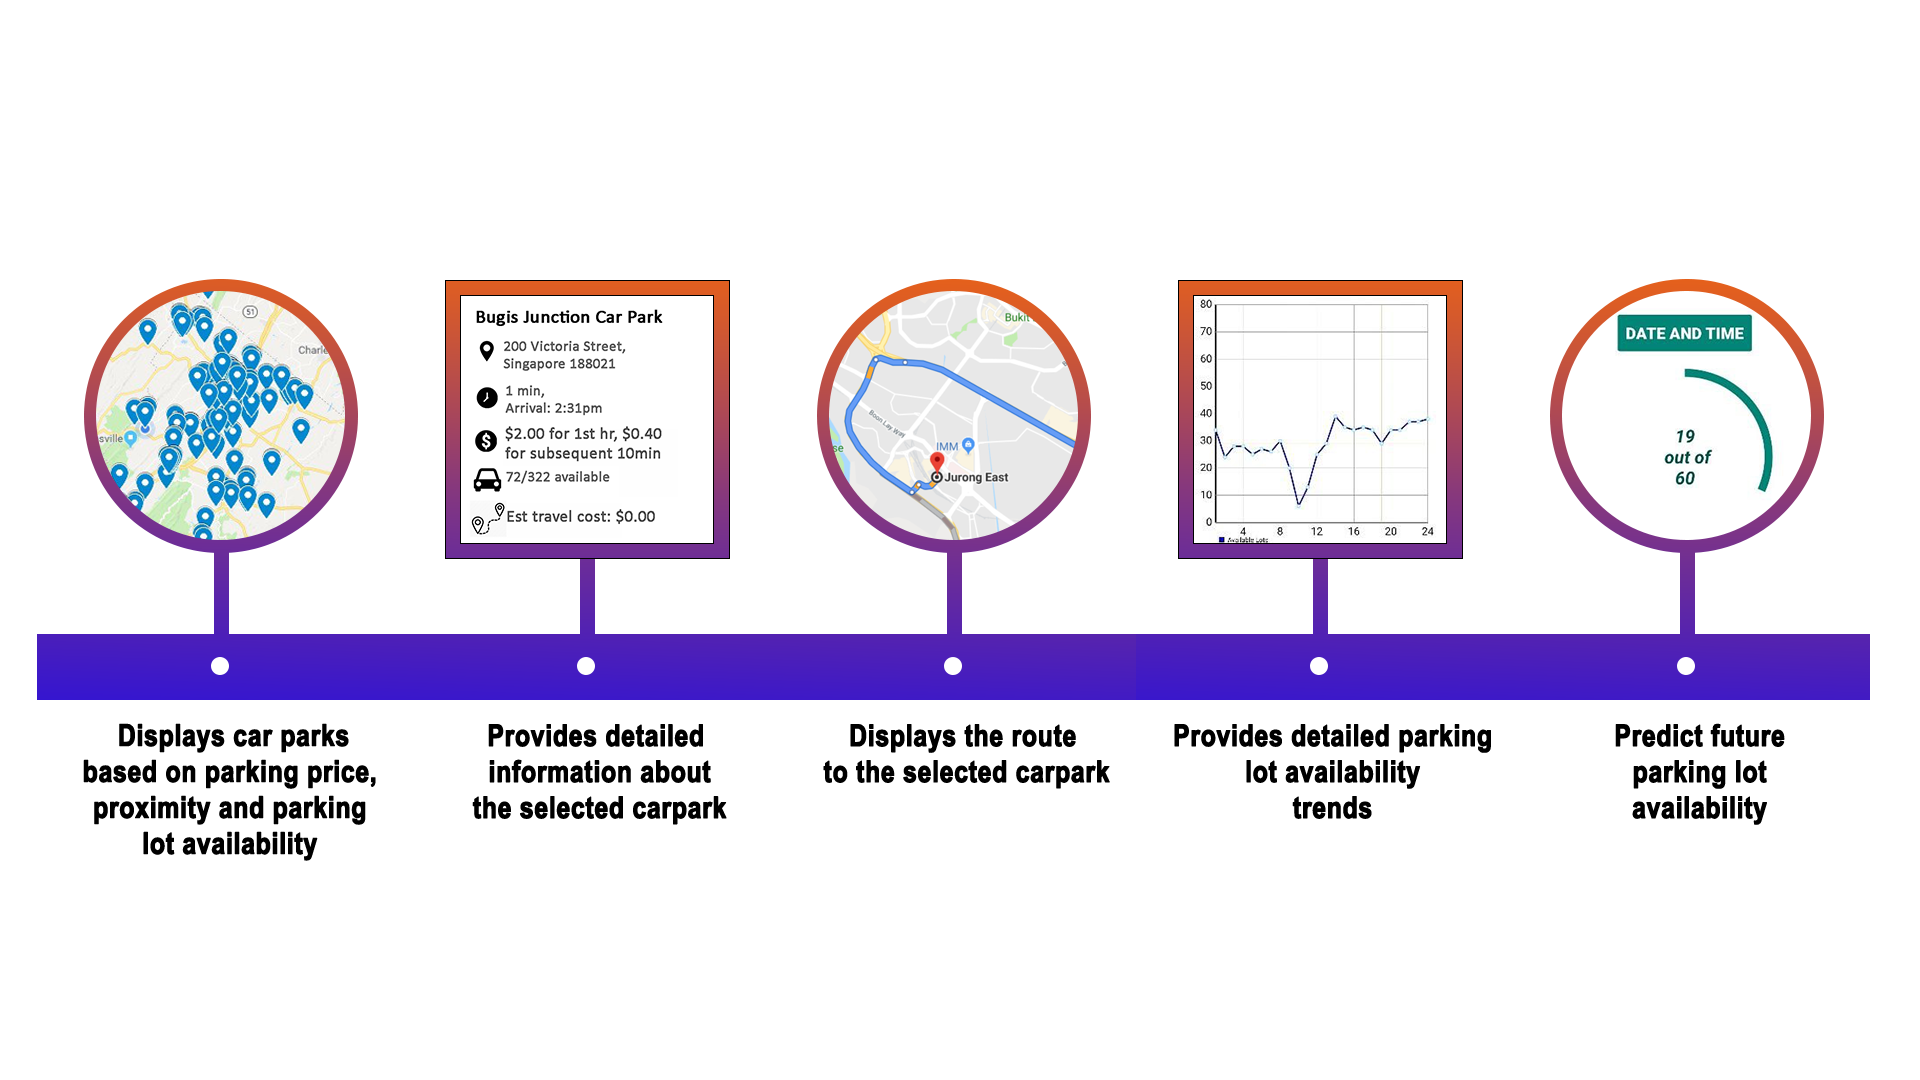 51
Charle
sville
Bugis Junction Car Park
200 Victoria Street,
Singapore 188021
1 min,
Arrival: 2:31pm
$2.00 for 1st hr, $0.40
for subsequent 10min
72/322 available
Est travel cost: $0.00
Bukit
Boon Lay Way
IMM
se
Jurong East
80
70
60
50
40
30
20
10
0
4 8 12 16 20 24
Available Lots
DATE AND TIME
19
out of
60
Displays car parks
based on parking price,
proximity and parking
lot availability
Provides detailed
information about
the selected carpark
Displays the route
to the selected carpark
Provides detailed parking
lot availability
trends
Predict future
parking lot
availability